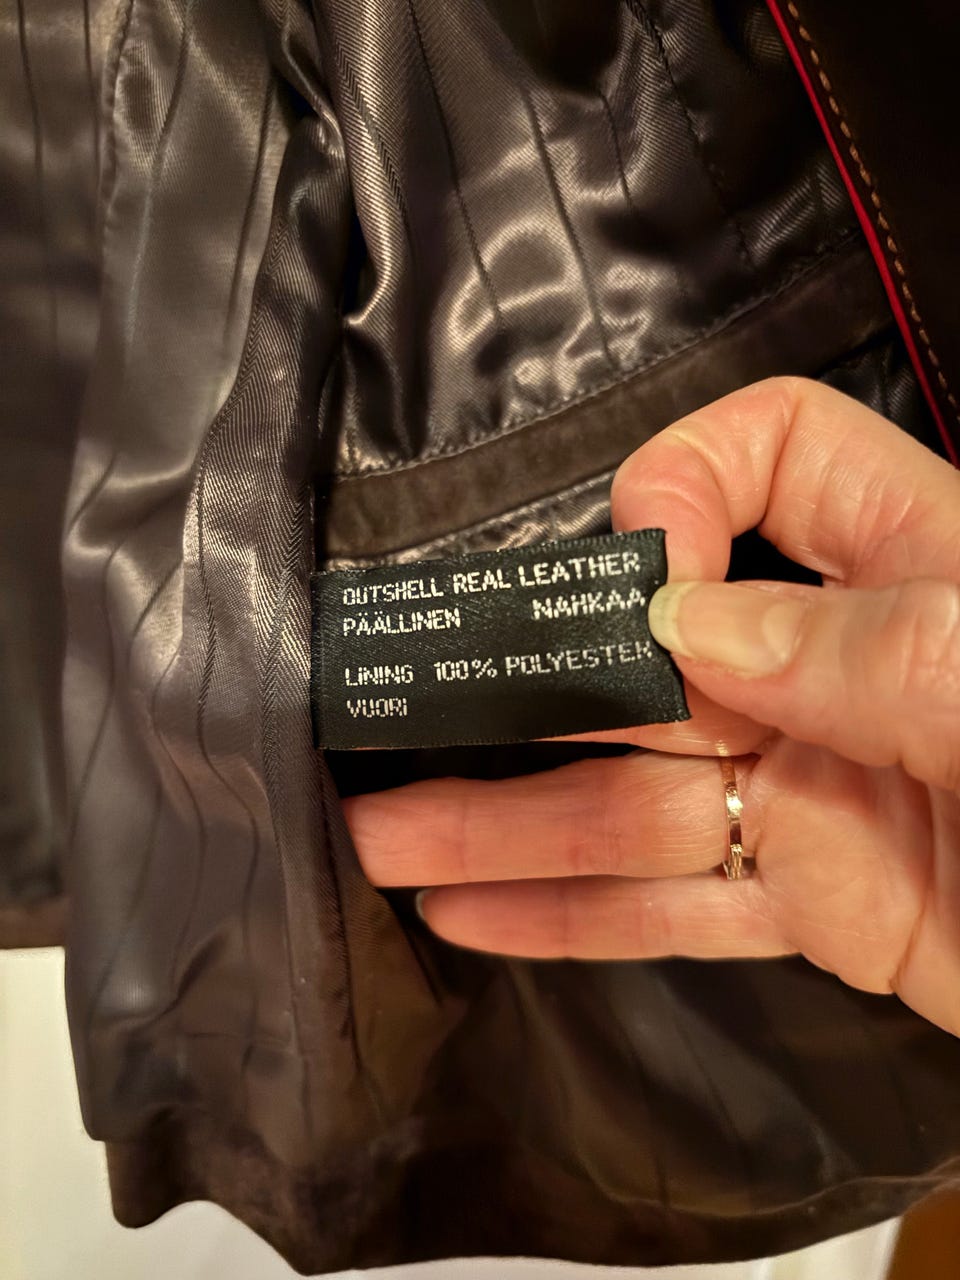 OUTSHELL REAL LEATHER
PÄÄLLINEN NAHKAA
LINING 100% POLYESTER
VUORI